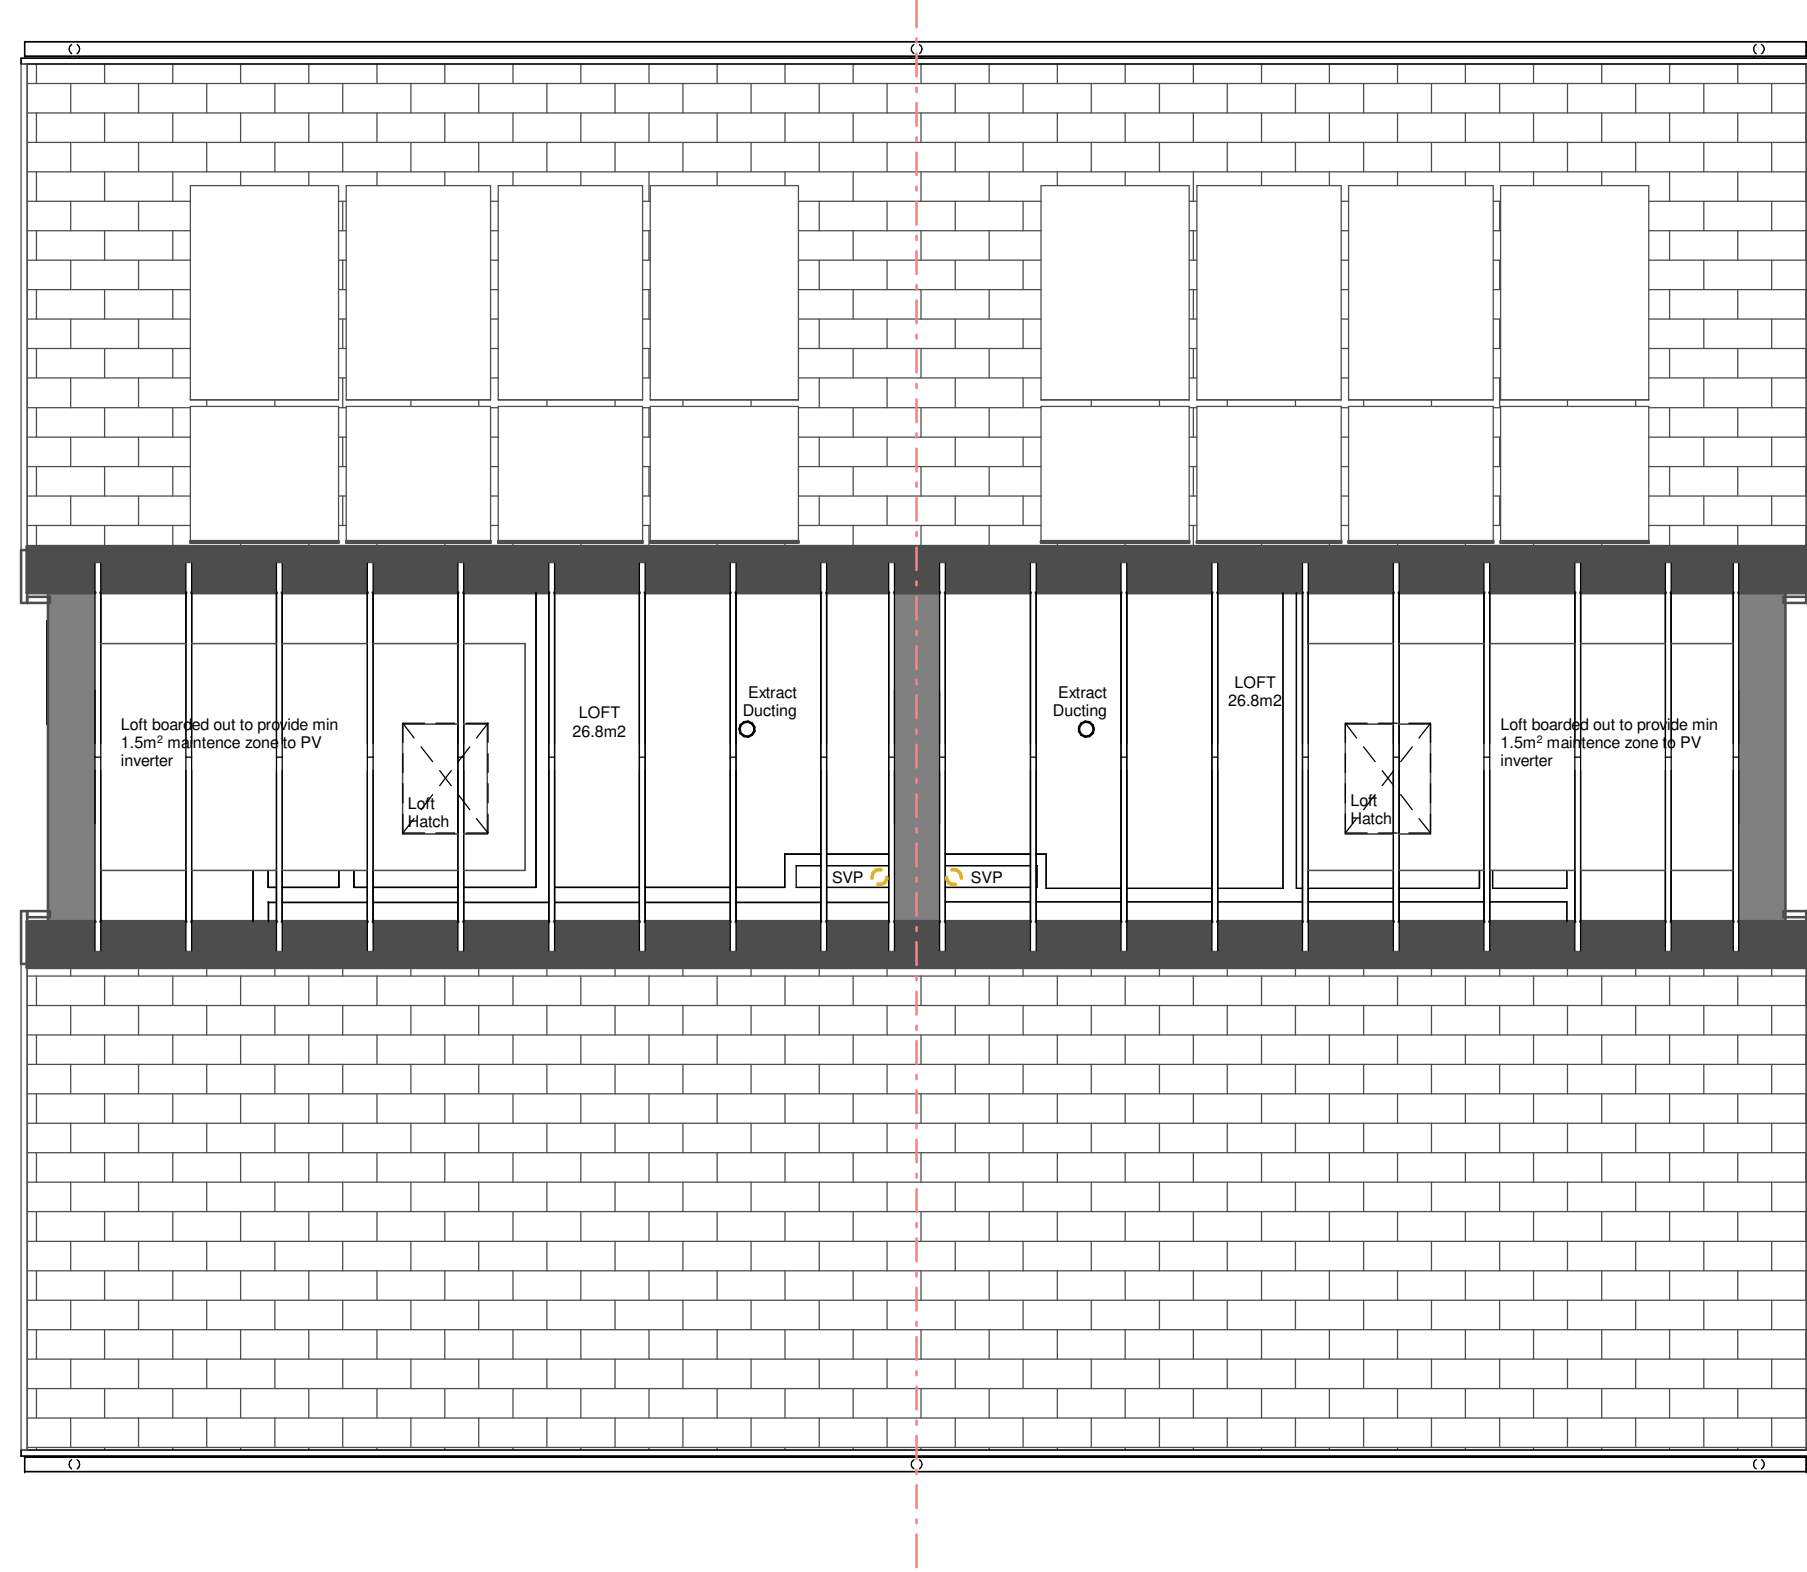 Loft boarded out to provide min
1.5m² maintence zone to PV
inverter
Loft
Hatch
LOFT
26.8m2
Extract
Ducting
SVP
Extract
Ducting
SVP
LOFT
26.8m2
Loft
Hatch
Loft boarded out to provide min
1.5m² maintence zone to PV
inverter